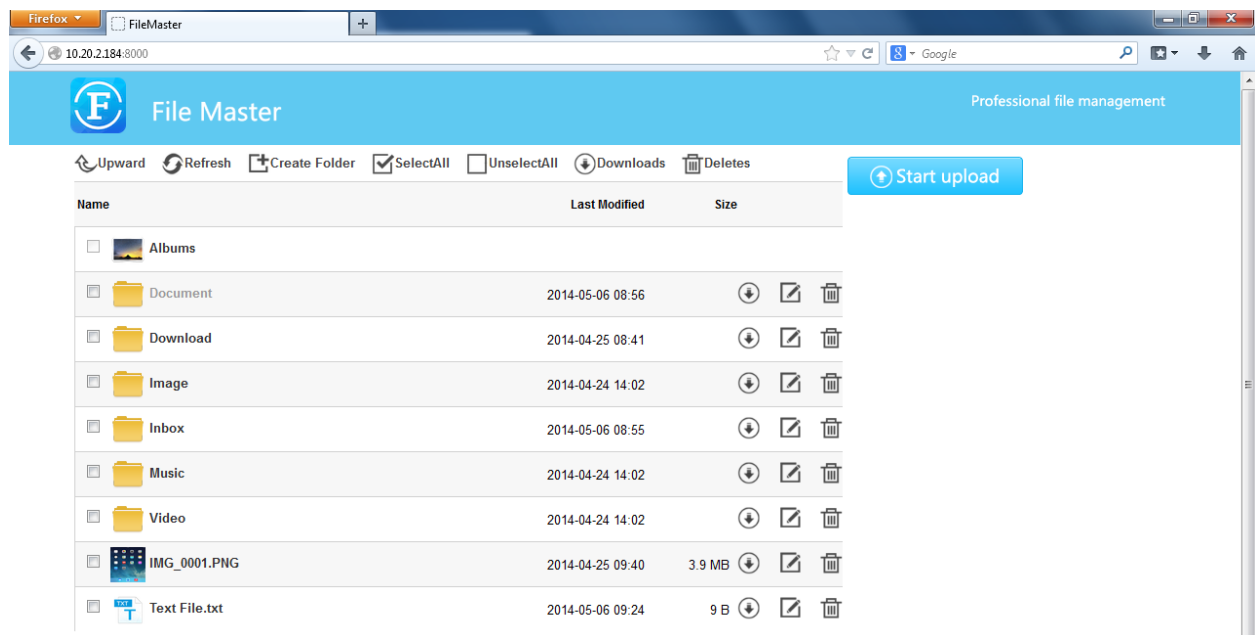 Firefox
FileMaster
10.20.2.184:8000
8 Google
F
File Master
Professional file management
Upward Refresh Create Folder SelectAll UnselectAll Downloads Deletes
Start upload
Name Last Modified Size
Albums
Document 2014-05-06 08:56
Download 2014-04-25 08:41
Image 2014-04-24 14:02
Inbox 2014-05-06 08:55
Music 2014-04-24 14:02
Video 2014-04-24 14:02
IMG_0001.PNG 2014-04-25 09:40 3.9 MB
TXT T Text File.txt 2014-05-06 09:24 9 B